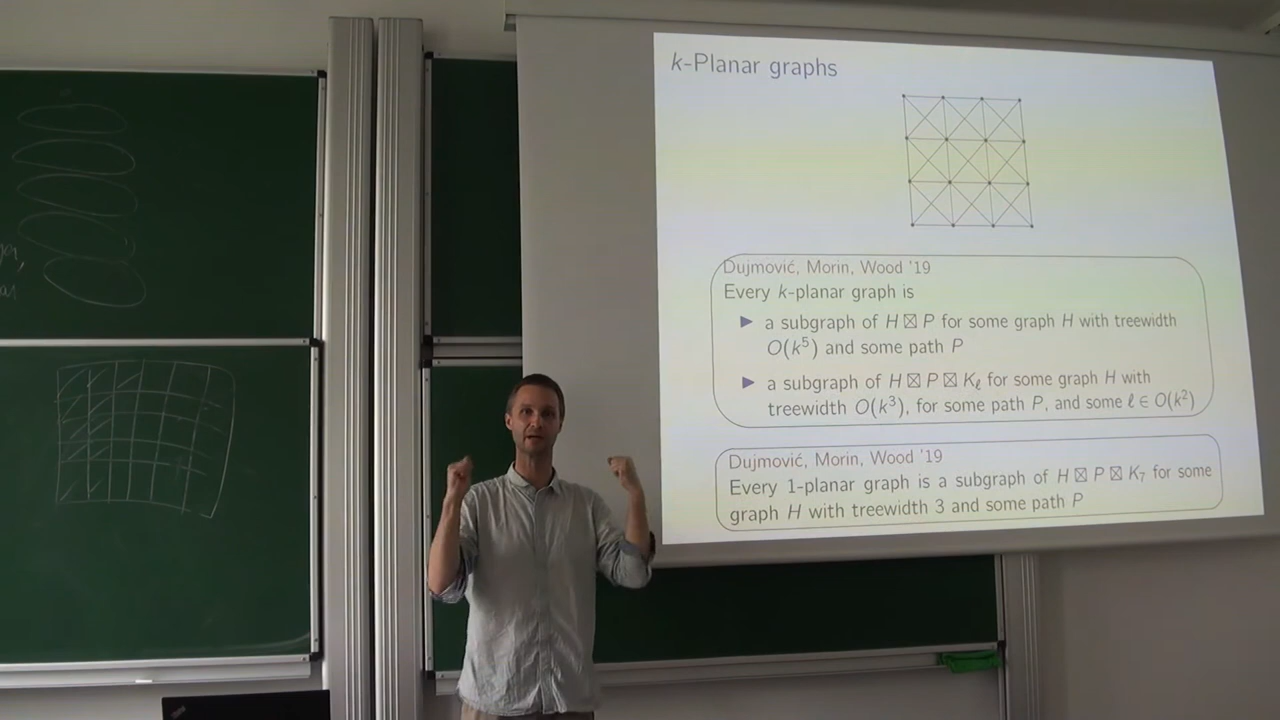 k-Planar graphs
Dujmović, Morin, Wood '19
Every k-planar graph is
▶ a subgraph of H ⊠ P for some graph H with treewidth
O(k⁵) and some path P
▶ a subgraph of H ⊠ P ⊠ Kℓ for some graph H with
treewidth O(k³), for some path P, and some ℓ ∈ O(k²)
Dujmović, Morin, Wood '19
Every 1-planar graph is a subgraph of H ⊠ P ⊠ K₇ for some
graph H with treewidth 3 and some path P